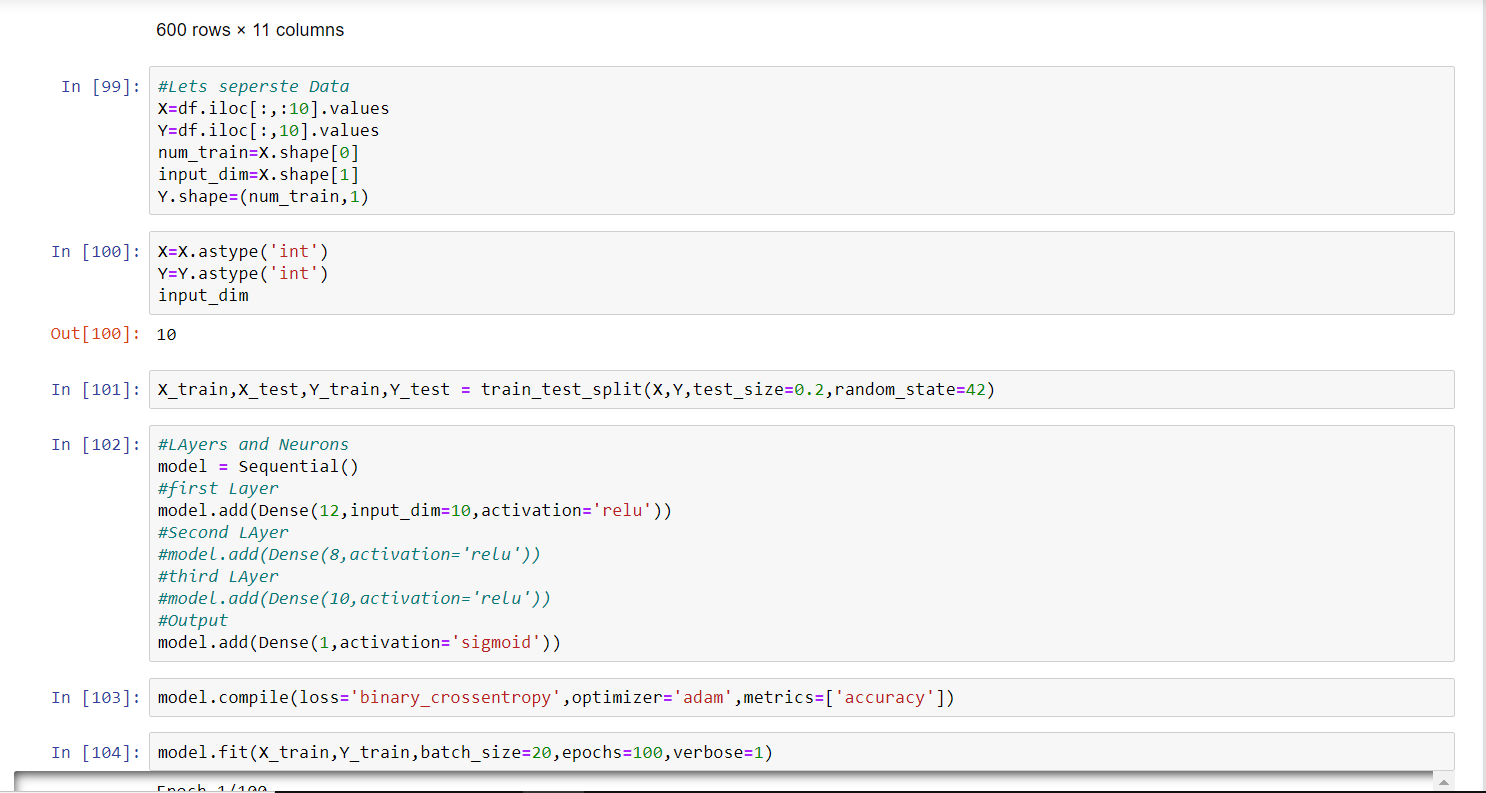 600 rows × 11 columns
In [99]:
#Lets seperste Data
X=df.iloc[:,:10].values
Y=df.iloc[:,10].values
num_train=X.shape[0]
input_dim=X.shape[1]
Y.shape=(num_train,1)
In [100]:
X=X.astype('int')
Y=Y.astype('int')
input_dim
Out[100]: 10
In [101]: X_train,X_test,Y_train,Y_test = train_test_split(X,Y,test_size=0.2,random_state=42)
In [102]:
#LAyers and Neurons
model = Sequential()
#first Layer
model.add(Dense(12,input_dim=10,activation='relu'))
#Second LAyer
#model.add(Dense(8,activation='relu'))
#third LAyer
#model.add(Dense(10,activation='relu'))
#Output
model.add(Dense(1,activation='sigmoid'))
In [103]: model.compile(loss='binary_crossentropy',optimizer='adam',metrics=['accuracy'])
In [104]: model.fit(X_train,Y_train,batch_size=20,epochs=100,verbose=1)
Epoch 1/100